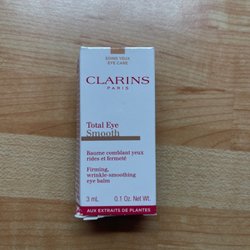 SOINS YEUX
EYE CARE
CLARINS
PARIS
Total Eye
Smooth
Baume comblant yeux
rides et fermeté
Firming,
wrinkle-smoothing
eye balm
3 mL 0.1 Oz. Net Wt.
AUX EXTRAITS DE PLANTES